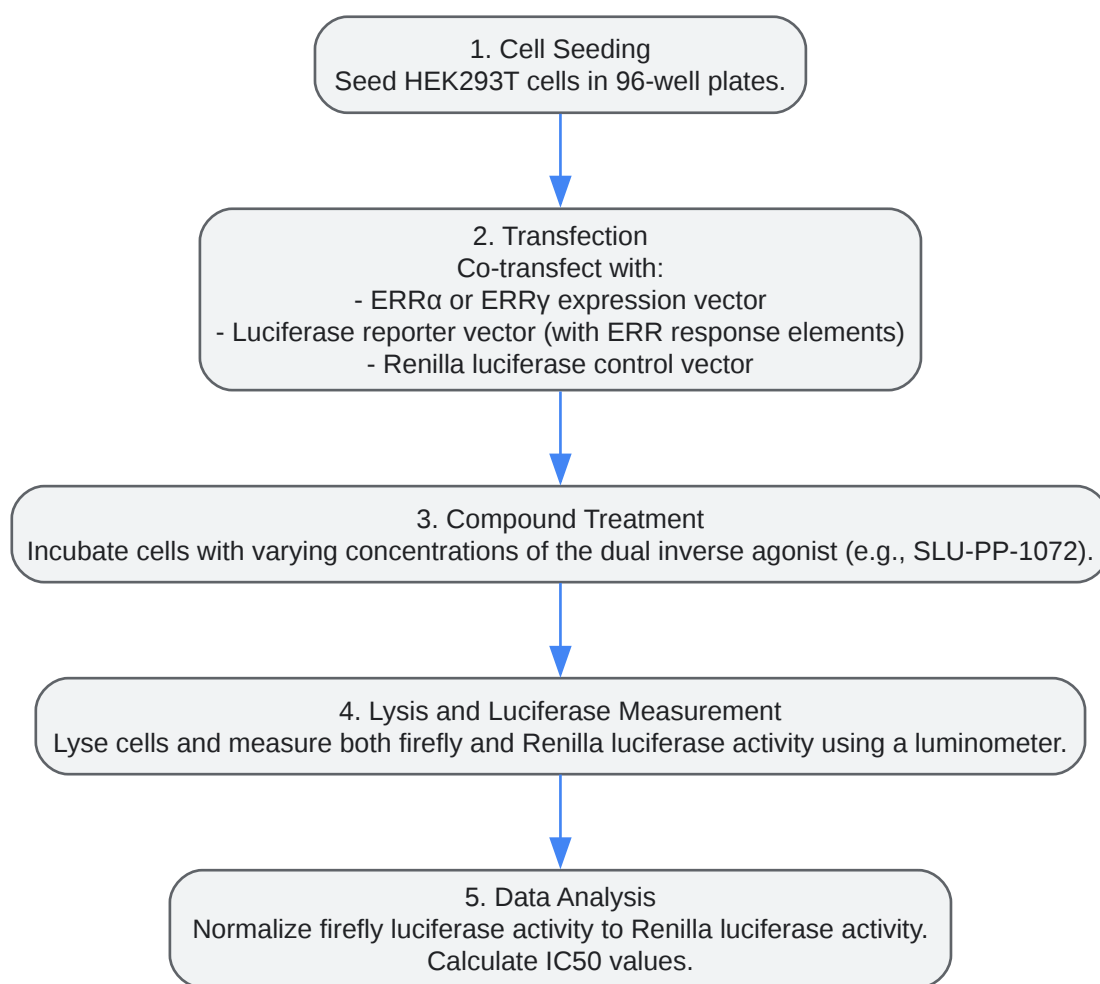 1. Cell Seeding
Seed HEK293T cells in 96-well plates.
2. Transfection
Co-transfect with:
- ERRα or ERRγ expression vector
- Luciferase reporter vector (with ERR response elements)
- Renilla luciferase control vector
3. Compound Treatment
Incubate cells with varying concentrations of the dual inverse agonist (e.g., SLU-PP-1072).
4. Lysis and Luciferase Measurement
Lyse cells and measure both firefly and Renilla luciferase activity using a luminometer.
5. Data Analysis
Normalize firefly luciferase activity to Renilla luciferase activity.
Calculate IC50 values.